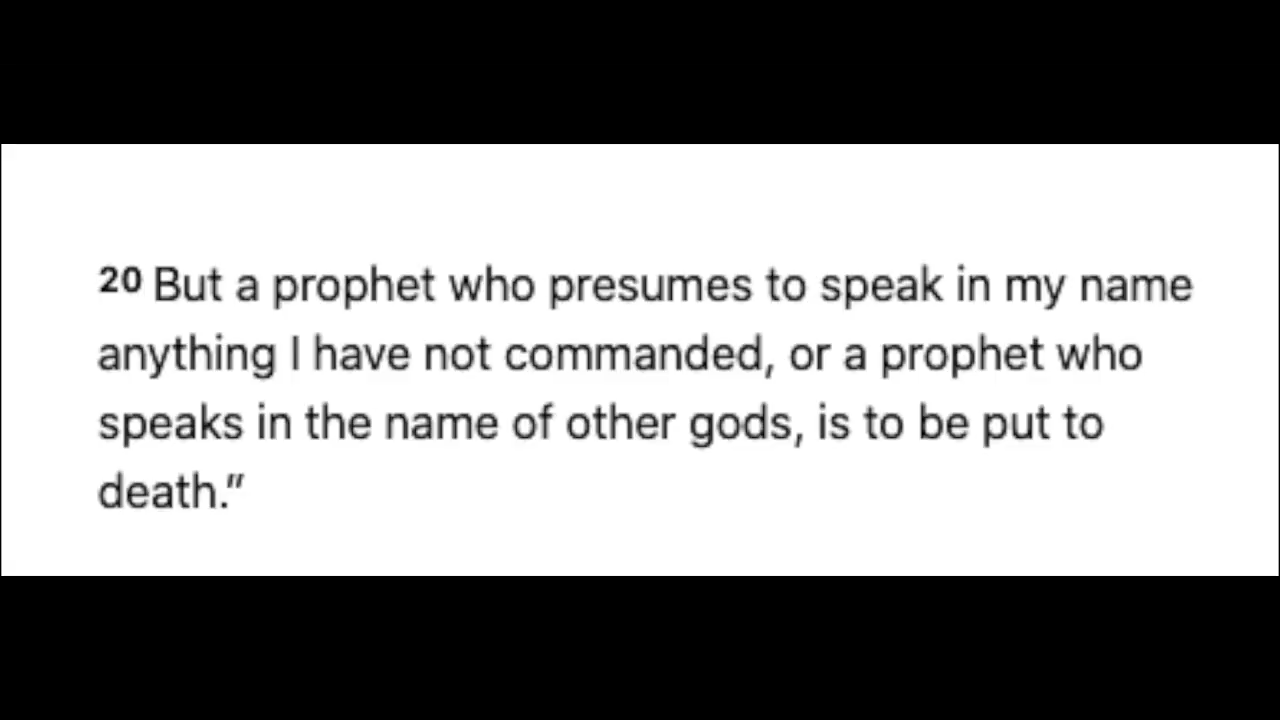 20 But a prophet who presumes to speak in my name
anything I have not commanded, or a prophet who
speaks in the name of other gods, is to be put to
death.”